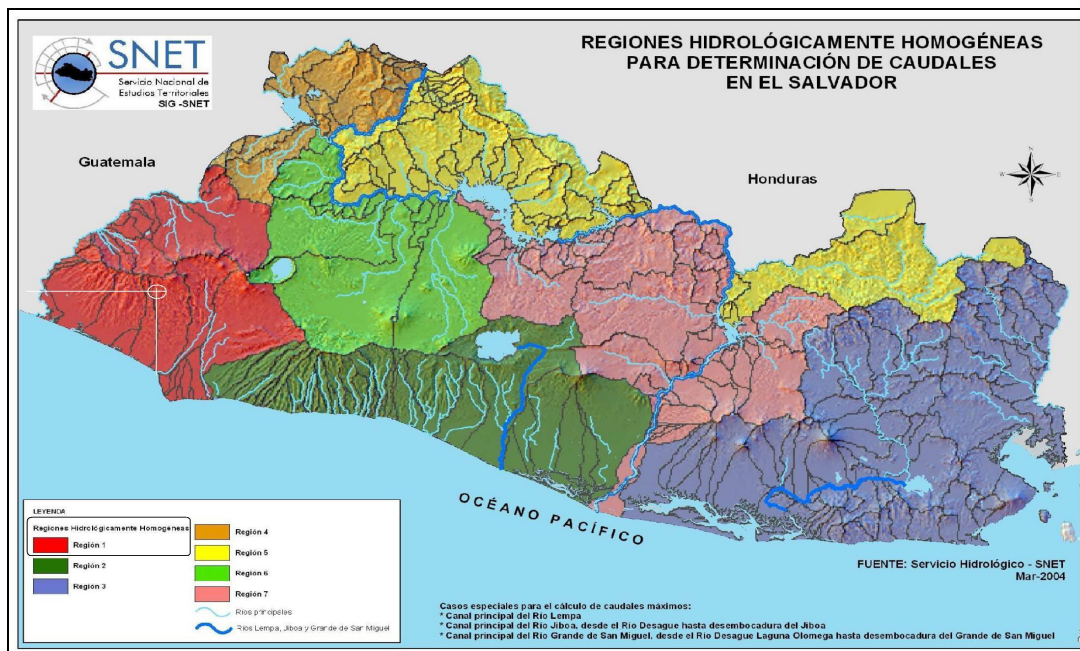 SNET
Servicio Nacional de
Estudios Territoriales
SIG -SNET
REGIONES HIDROLÓGICAMENTE HOMOGÉNEAS
PARA DETERMINACIÓN DE CAUDALES
EN EL SALVADOR
Guatemala
Honduras
N
W
E
S
OCÉANO PACÍFICO
LEYENDA
Regiones Hidrológicamente Homogéneas
Región 1
Región 2
Región 3
Región 4
Región 5
Región 6
Región 7
Ríos principales
Ríos Lempa, Jiboa y Grande de San Miguel
FUENTE: Servicio Hidrológico - SNET
Mar-2004
Casos especiales para el cálculo de caudales máximos:
* Canal principal del Río Lempa
* Canal principal del Río Jiboa, desde el Río Desague hasta desembocadura del Jiboa
* Canal principal del Río Grande de San Miguel, desde el Río Desague Laguna Olomega hasta desembocadura del Grande de San Miguel